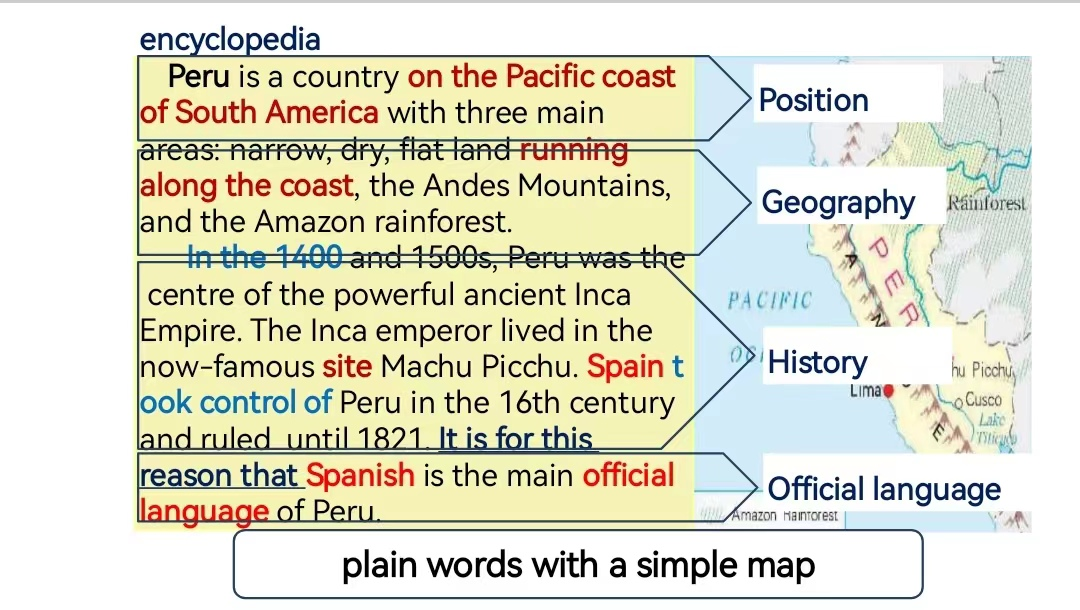 encyclopedia
Peru is a country on the Pacific coast
of South America with three main
areas: narrow, dry, flat land running
along the coast, the Andes Mountains,
and the Amazon rainforest.
In the 1400 and 1500s, Peru was the
centre of the powerful ancient Inca
Empire. The Inca emperor lived in the
now-famous site Machu Picchu. Spain t
ook control of Peru in the 16th century
and ruled until 1821. It is for this
reason that Spanish is the main official
language of Peru.
Position
Geography
Rainforest
PER
AN
E
PACIFIC
History
hu Picchu
Lima
Cusco
Lake
Official language
Amazon Rainforest
plain words with a simple map